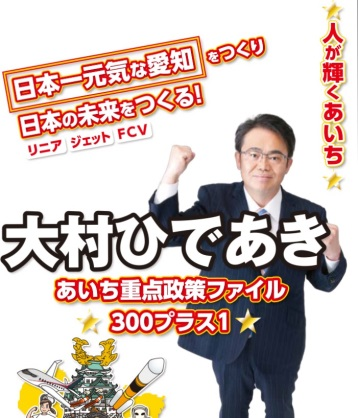 日本一元気な愛知をつくり
日本の未来をつくる!
リニア ジェット FCV
人が輝くあいち
大村ひであき
あいち重点政策ファイル
300プラス1